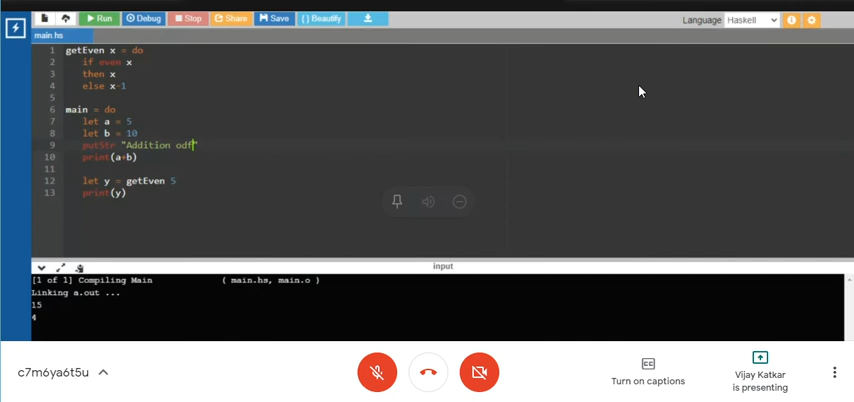 Run Debug Stop Share Save {} Beautify Language Haskell
main.hs
1 getEven x = do
2 if even x
3 then x
4 else x-1
5
6 main = do
7 let a = 5
8 let b = 10
9 putStr "Addition odf"
10 print(a+b)
11
12 let y = getEven 5
13 print(y)
input
[1 of 1] Compiling Main ( main.hs, main.o )
Linking a.out ...
15
4
c7m6ya6t5u
Turn on captions
Vijay Katkar
is presenting